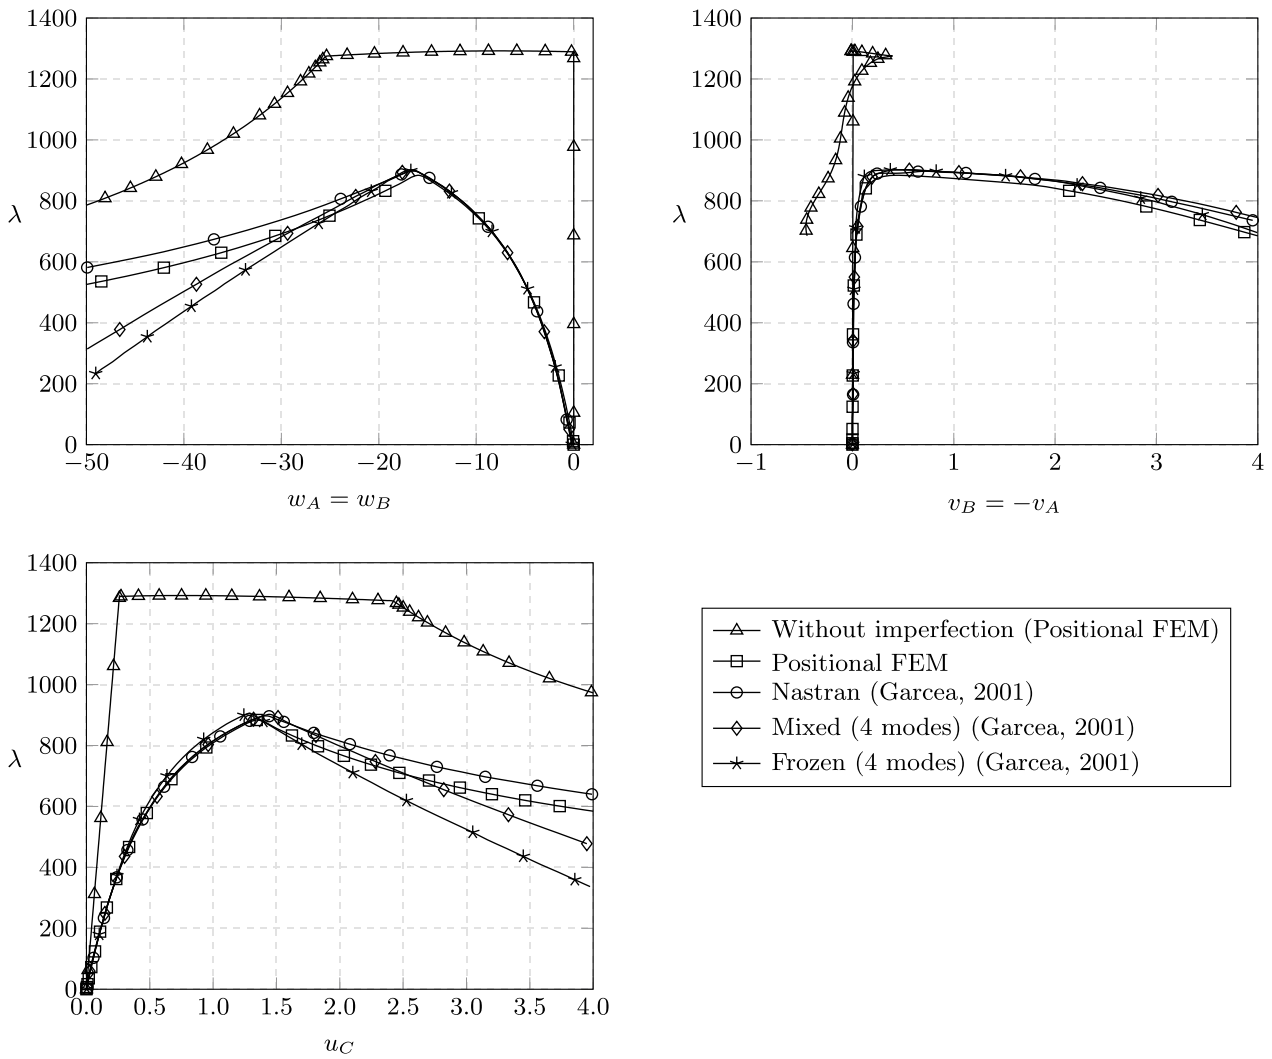 1400
1200
1000
800
600
400
200
0
λ
−50 −40 −30 −20 −10 0
w_A = w_B
1400
1200
1000
800
600
400
200
0
λ
−1 0 1 2 3 4
v_B = −v_A
1400
1200
1000
800
600
400
200
0
λ
0.0 0.5 1.0 1.5 2.0 2.5 3.0 3.5 4.0
u_C
Without imperfection (Positional FEM)
Positional FEM
Nastran (Garcea, 2001)
Mixed (4 modes) (Garcea, 2001)
Frozen (4 modes) (Garcea, 2001)